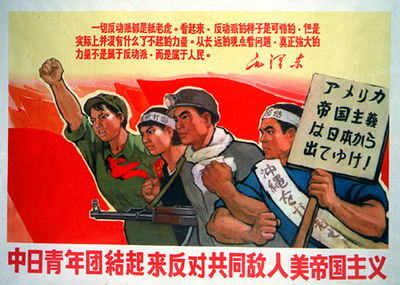 一切反动派都是紙老虎。看起来，反动派的样子是可怕的，但是
实际上并没有什么了不起的力量。从长远的观点看问题，真正強大的
力量不是属于反动派，而是属于人民。
毛泽东
アメリカ
帝国主義
は日本から
出てゆけ！
沖繩
中日青年团結起来反对共同敌人美帝国主义